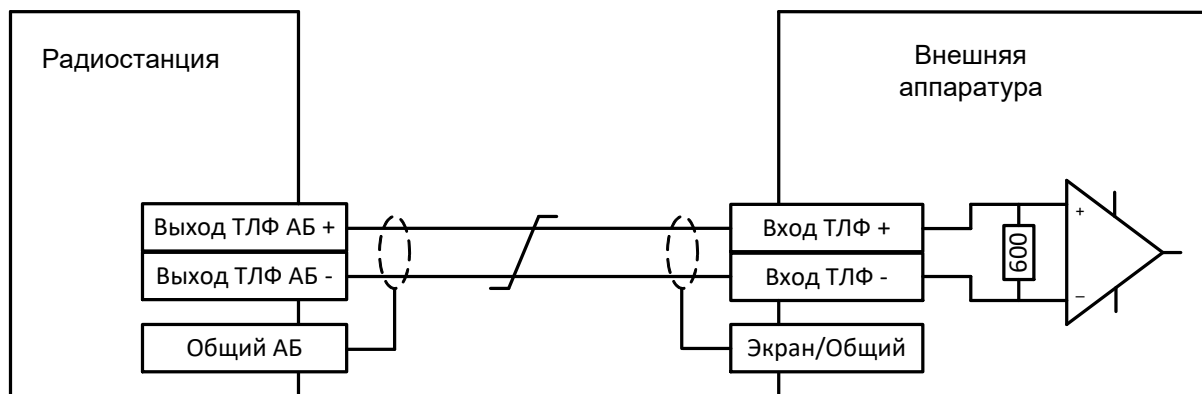 Радиостанция
Внешняя
аппаратура
Выход ТЛФ АБ +
Вход ТЛФ +
Выход ТЛФ АБ -
Вход ТЛФ -
Общий АБ
Экран/Общий
600
+
–